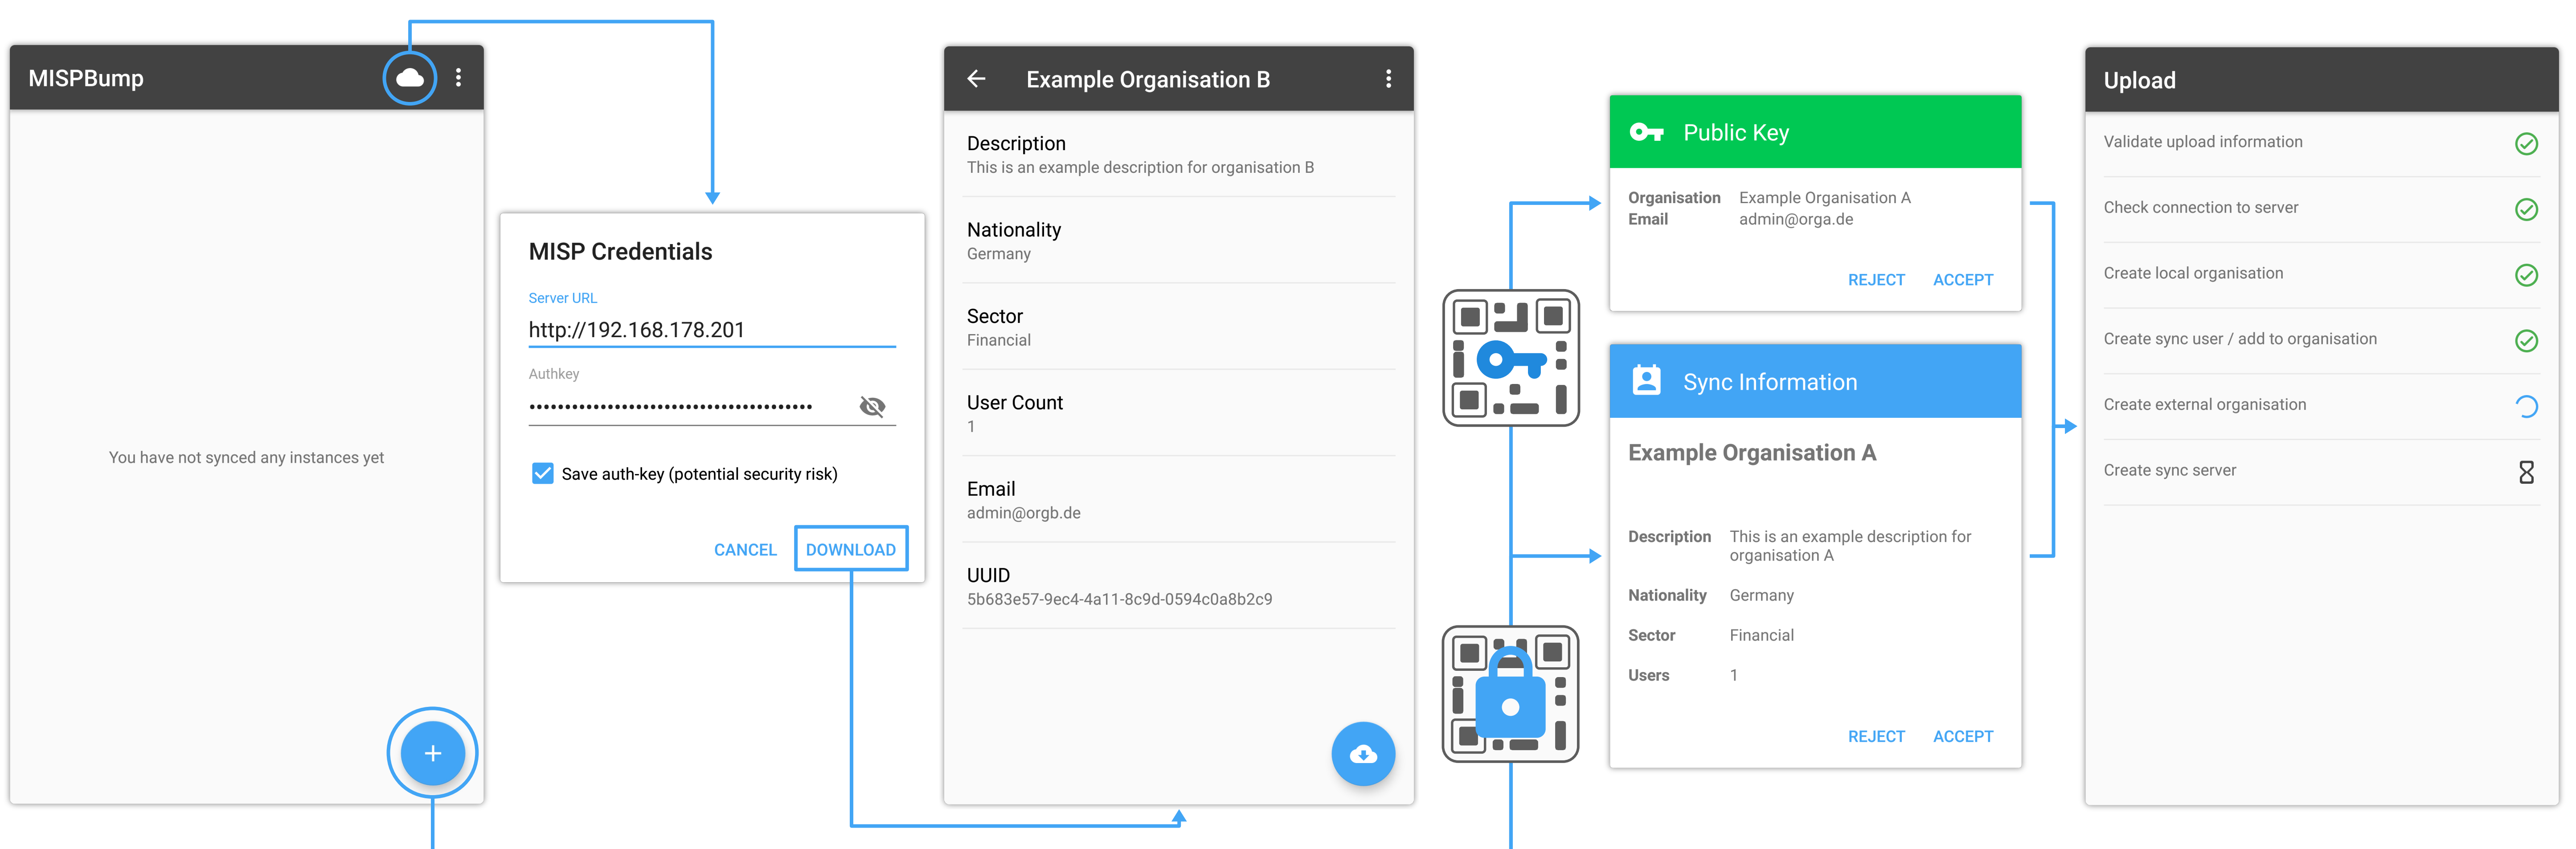 MISPBump
You have not synced any instances yet
MISP Credentials
Server URL
http://192.168.178.201
Authkey
••••••••••••••••••••••••••••••••••••••••
Save auth-key (potential security risk)
CANCEL DOWNLOAD
Example Organisation B
Description
This is an example description for organisation B
Nationality
Germany
Sector
Financial
User Count
1
Email
admin@orgb.de
UUID
5b683e57-9ec4-4a11-8c9d-0594c0a8b2c9
Public Key
Organisation Example Organisation A
Email admin@orga.de
REJECT ACCEPT
Sync Information
Example Organisation A
Description This is an example description for
organisation A
Nationality Germany
Sector Financial
Users 1
REJECT ACCEPT
Upload
Validate upload information
Check connection to server
Create local organisation
Create sync user / add to organisation
Create external organisation
Create sync server